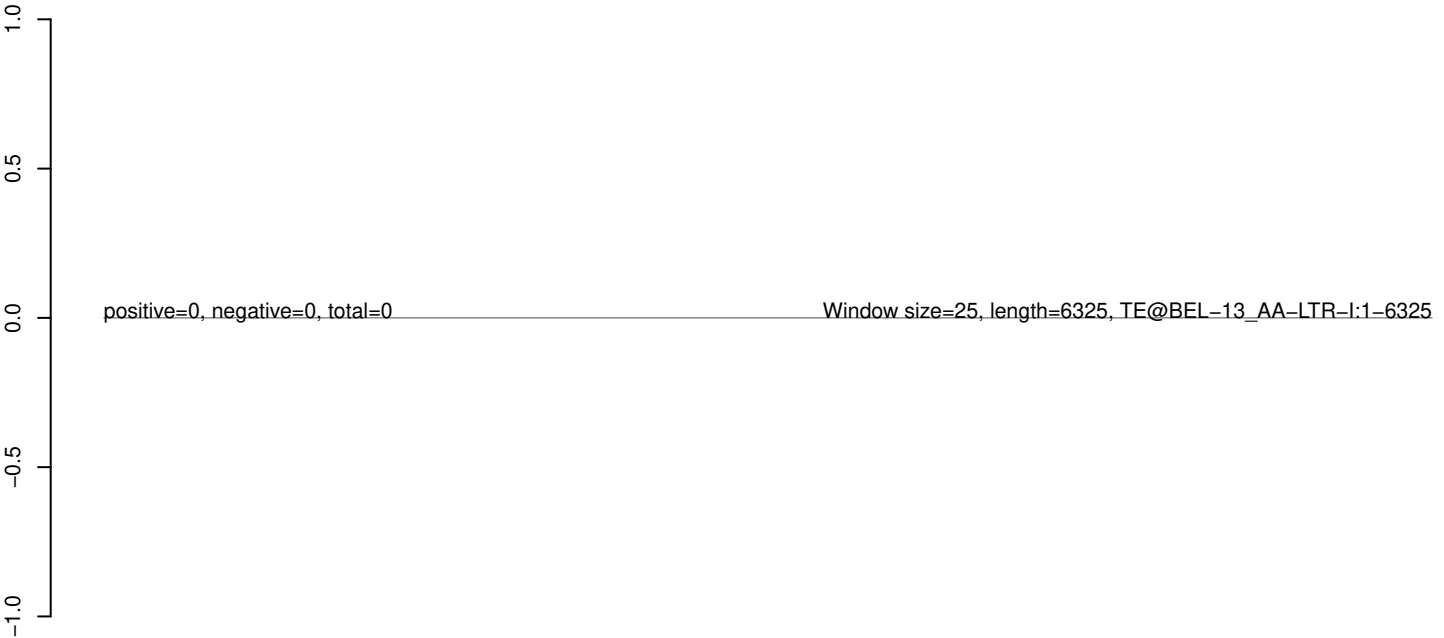 1.0
0.5
0.0
−0.5
−1.0
positive=0, negative=0, total=0
Window size=25, length=6325, TE@BEL−13_AA−LTR−I:1−6325